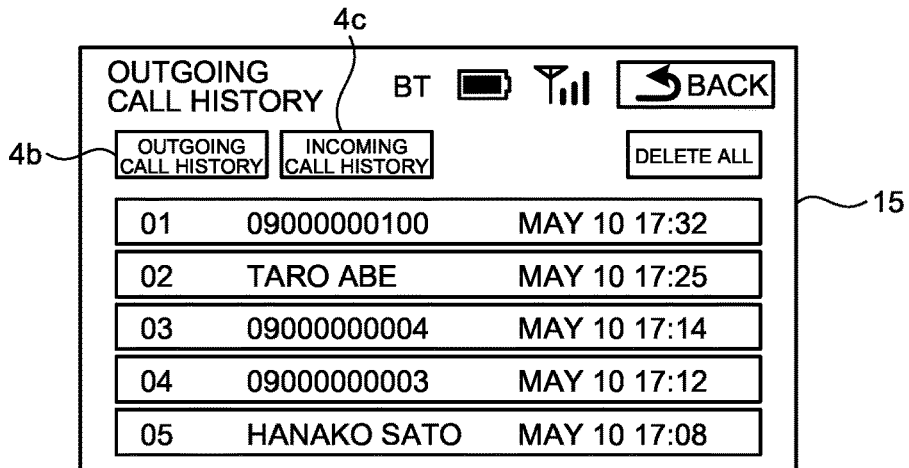 4c
OUTGOING
CALL HISTORY
BT
BACK
4b
OUTGOING
CALL HISTORY
INCOMING
CALL HISTORY
DELETE ALL
15
01 09000000100 MAY 10 17:32
02 TARO ABE MAY 10 17:25
03 09000000004 MAY 10 17:14
04 09000000003 MAY 10 17:12
05 HANAKO SATO MAY 10 17:08